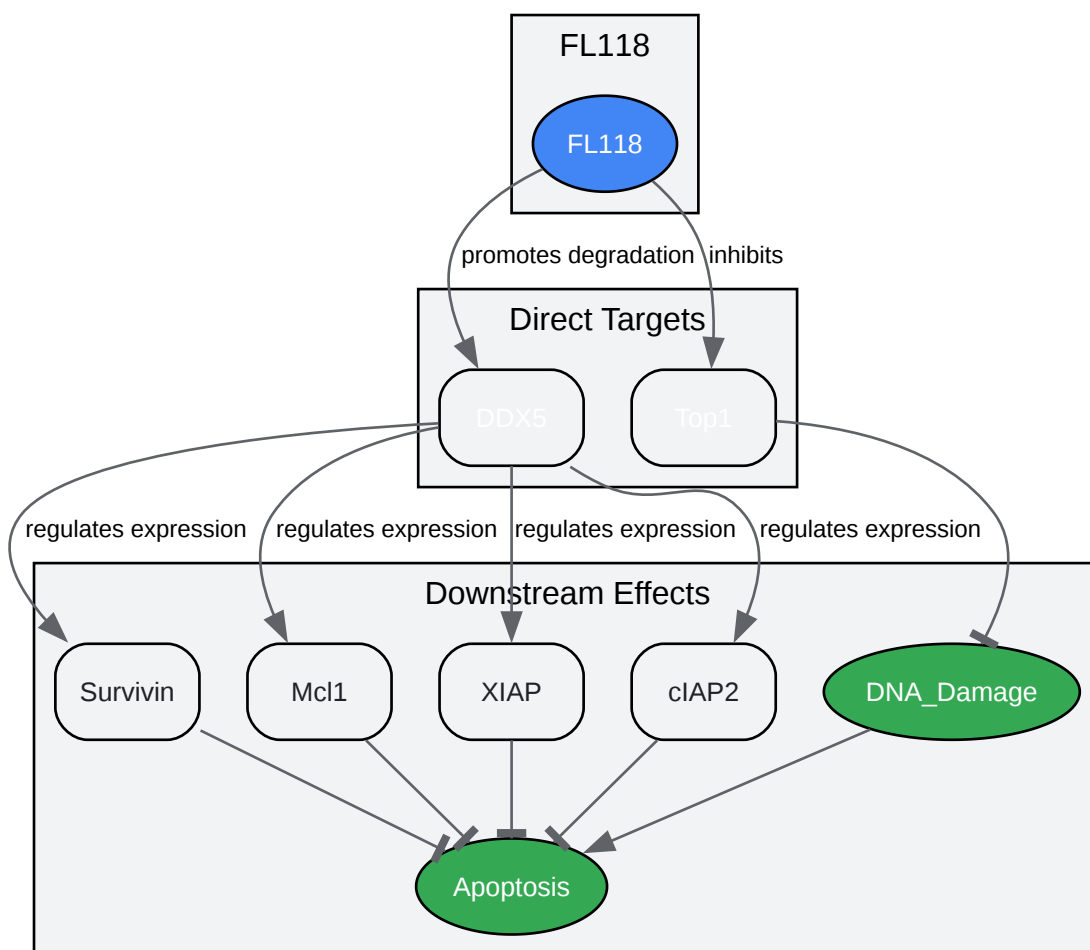 FL118
FL118
promotes degradation
inhibits
Direct Targets
DDX5
Top1
regulates expression
regulates expression
regulates expression
regulates expression
Downstream Effects
Survivin
Mcl1
XIAP
cIAP2
DNA_Damage
Apoptosis